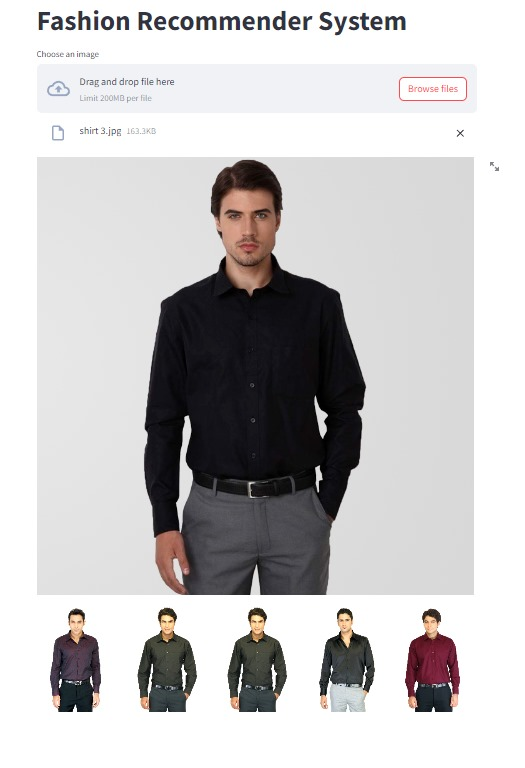 Fashion Recommender System
Choose an image
Drag and drop file here
Limit 200MB per file
Browse files
shirt 3.jpg 163.3KB